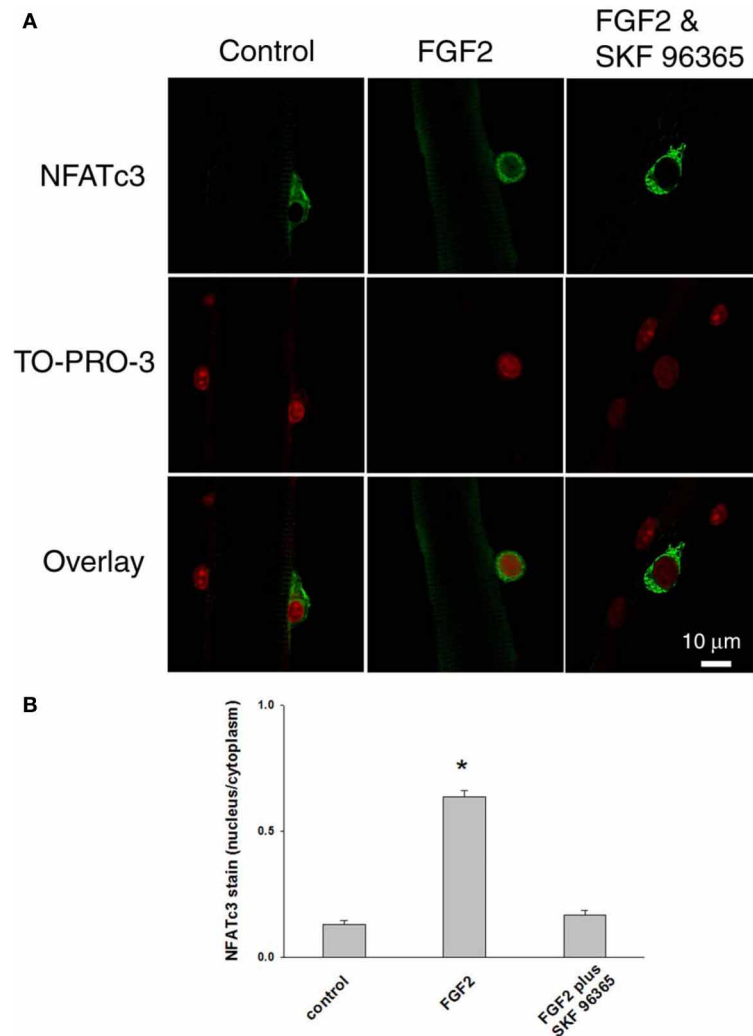 A
Control
FGF2
FGF2 &
SKF 96365
NFATc3
TO-PRO-3
Overlay
10 μm
B
NFATc3 stain (nucleus/cytoplasm)
1.0
0.5
0.0
*
control
FGF2
FGF2 plus
SKF 96365